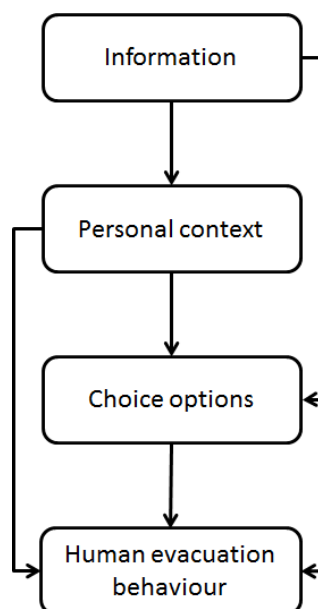 Information
Personal context
Choice options
Human evacuation
behaviour